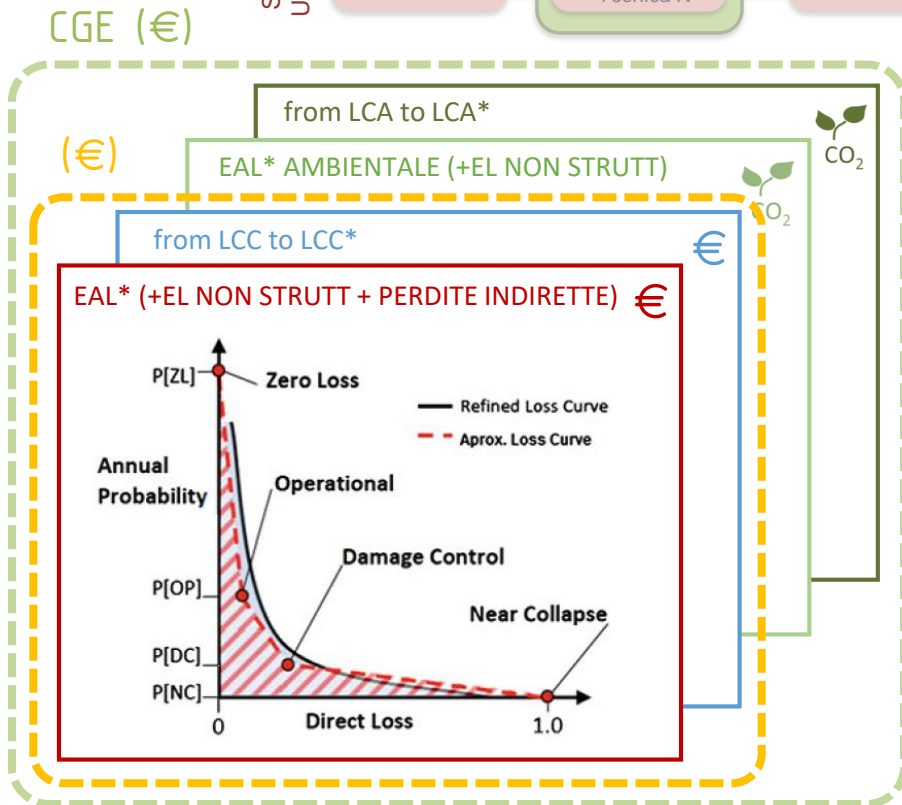 CGE (€)
from LCA to LCA*
CO₂
(€)
EAL* AMBIENTALE (+EL NON STRUTT)
CO₂
from LCC to LCC*
€
EAL* (+EL NON STRUTT + PERDITE INDIRETTE) €
P[ZL]
Zero Loss
Refined Loss Curve
Aprox. Loss Curve
Annual
Probability
Operational
Damage Control
P[OP]
Near Collapse
P[DC]
P[NC]
0
Direct Loss
1.0